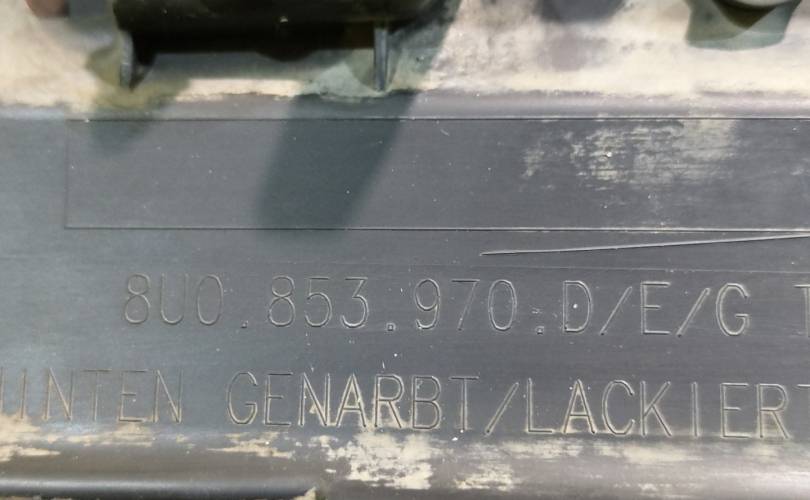 8U0.853.970.D/E/G T
UNTEN GENARBT/LACKIERT